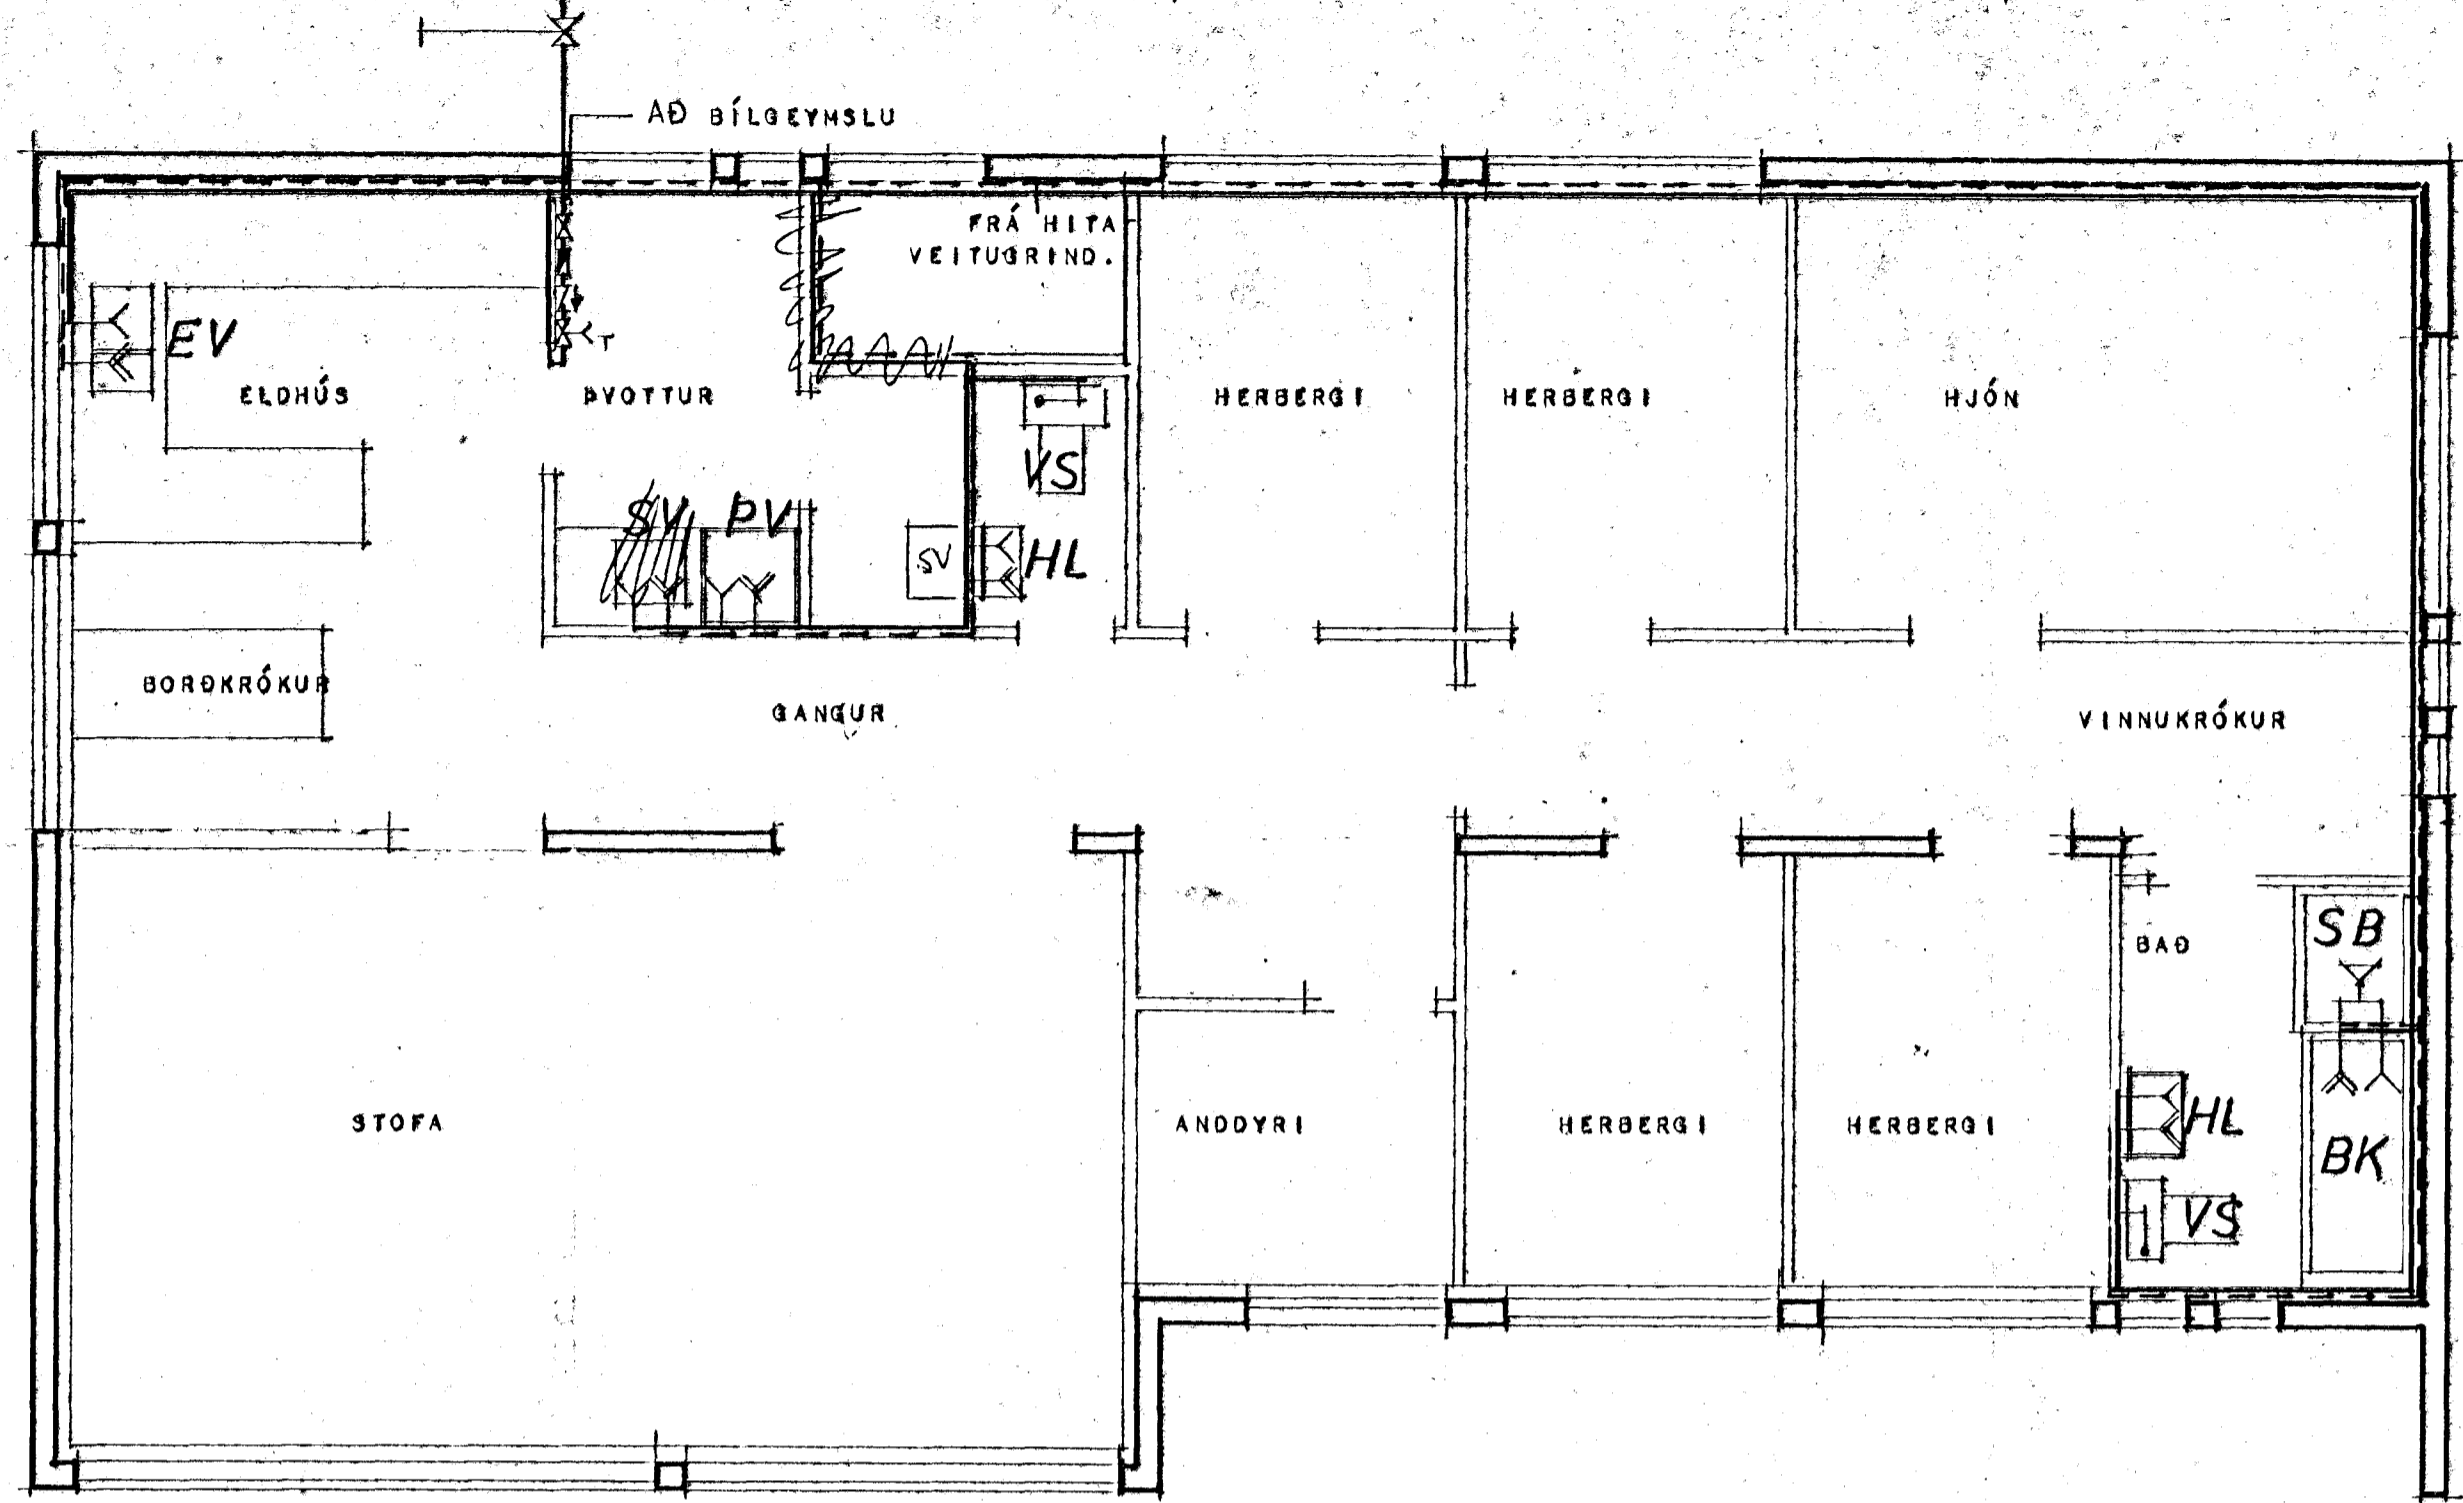 AÐ BÍLGEYMSLU
FRÁ HITA
VEITUGRIND.
EV
T
ELDHÚS
ÞVOTTUR
HERBERGI
HERBERGI
HJÓN
VS
SV
ÞV
SV
HL
BORÐKRÓKUR
GANGUR
VINNUKRÓKUR
SB
BAÐ
STOFA
ANDDYRI
HERBERGI
HERBERGI
HL
BK
VS